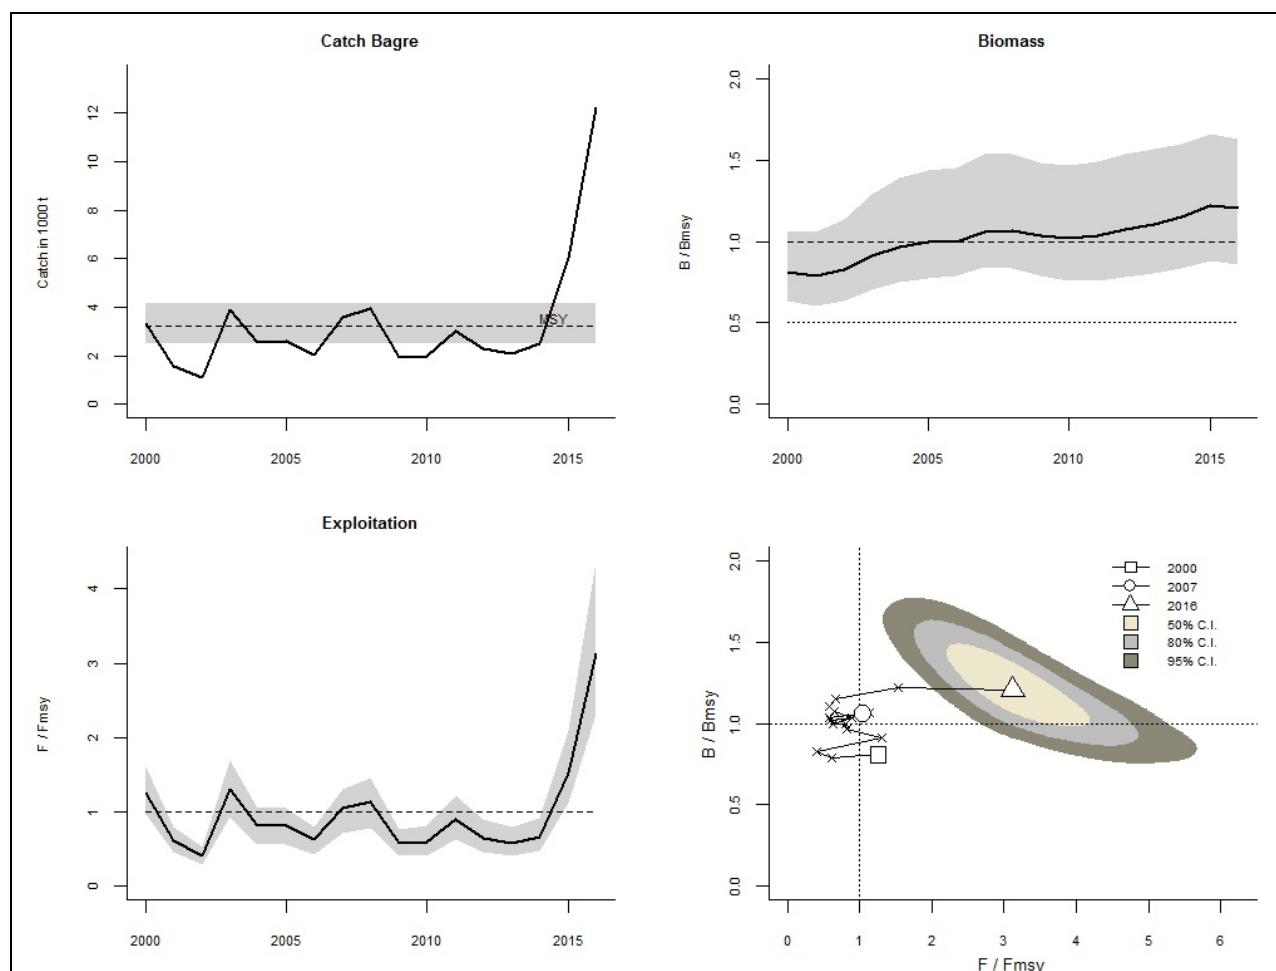 Catch Bagre
Catch in 1000 t
12
10
8
6
4
2
0
MSY
2000 2005 2010 2015
Biomass
B / Bmsy
2.0
1.5
1.0
0.5
0.0
2000 2005 2010 2015
Exploitation
F / Fmsy
4
3
2
1
0
2000 2005 2010 2015
B / Bmsy
2.0
1.5
1.0
0.5
0.0
2000
2007
2016
50% C.I.
80% C.I.
95% C.I.
0 1 2 3 4 5 6
F / Fmsy